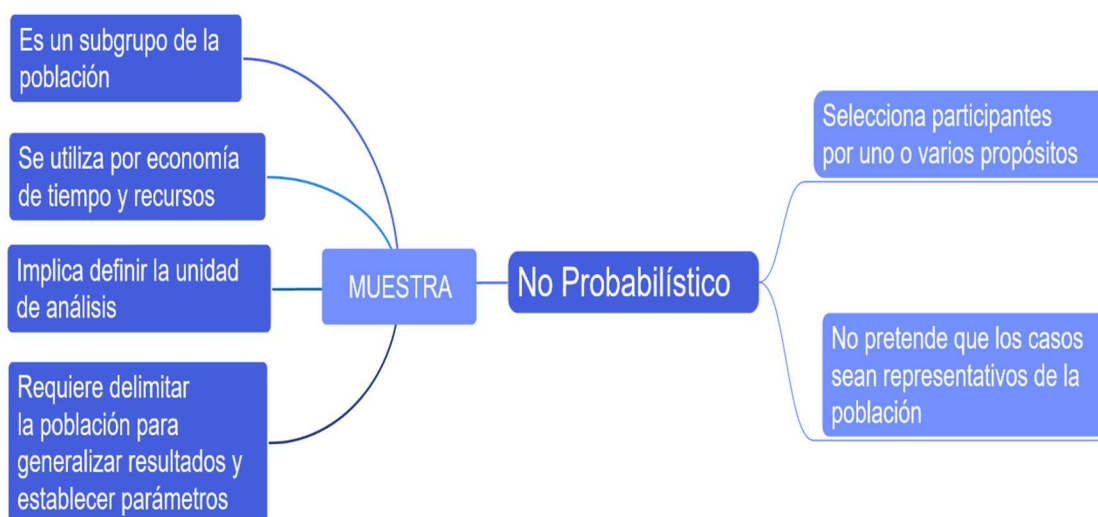 Es un subgrupo de la
población
Se utiliza por economía
de tiempo y recursos
Implica definir la unidad
de análisis
Requiere delimitar
la población para
generalizar resultados y
establecer parámetros
MUESTRA
No Probabilístico
Selecciona participantes
por uno o varios propósitos
No pretende que los casos
sean representativos de la
población